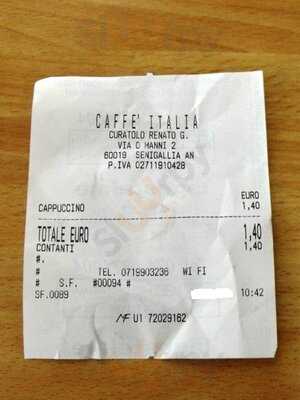 CAFFE' ITALIA
CURATOLO RENATO G.
VIA O MANNI 2
60019 SENIGALLIA AN
P.IVA 02711910428
EURO
CAPPUCCINO 1,40
TOTALE EURO 1,40
CONTANTI 1,40
#.
# TEL. 0719903236 WI FI
# S.F. #00094 #
SF.0089 10:42
MF U1 72029162